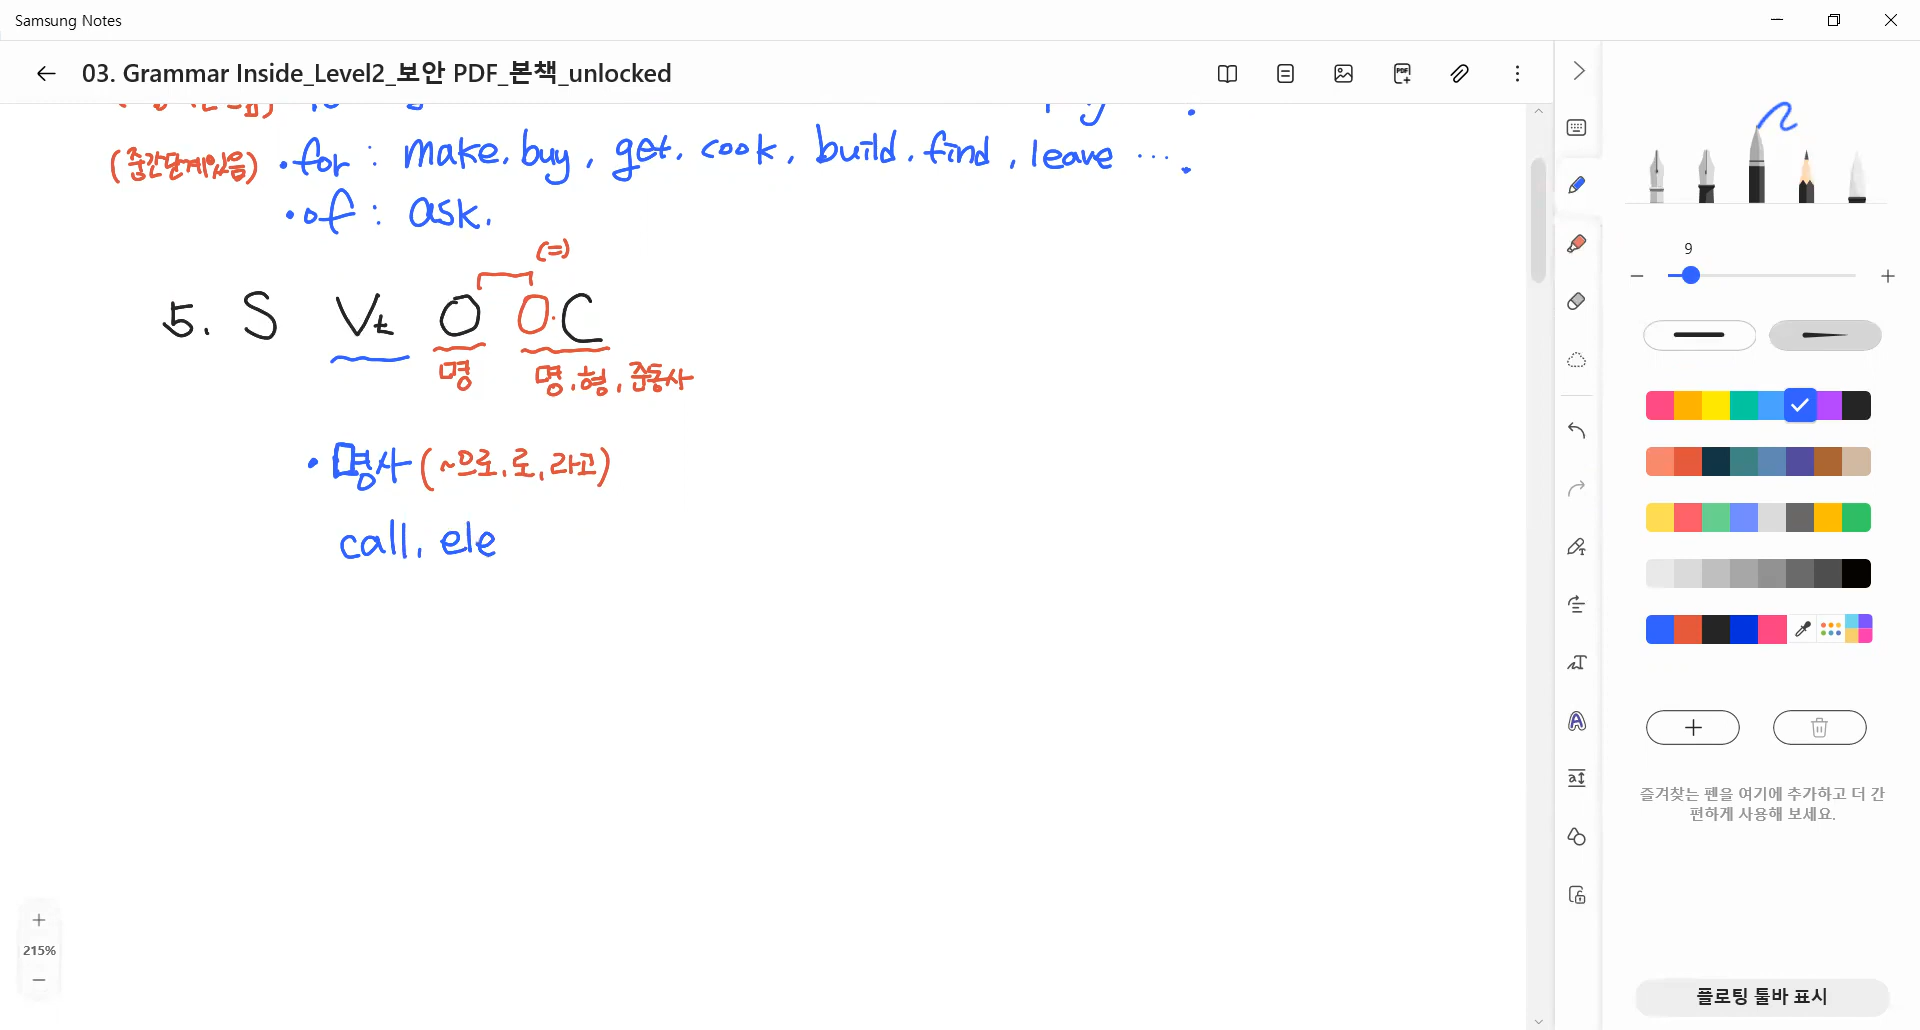 Samsung Notes
03. Grammar Inside_Level2_보안 PDF_본책_unlocked
(중간단계있음) • for : make, buy, get, cook, build, find, leave ….
• of : ask.
(=)
5. S Vt O O·C
명 명, 형, 준동사
• 명사 (~으로, 로, 라고)
call, ele
9
즐겨찾는 펜을 여기에 추가하고 더 간
편하게 사용해 보세요.
215%
플로팅 툴바 표시